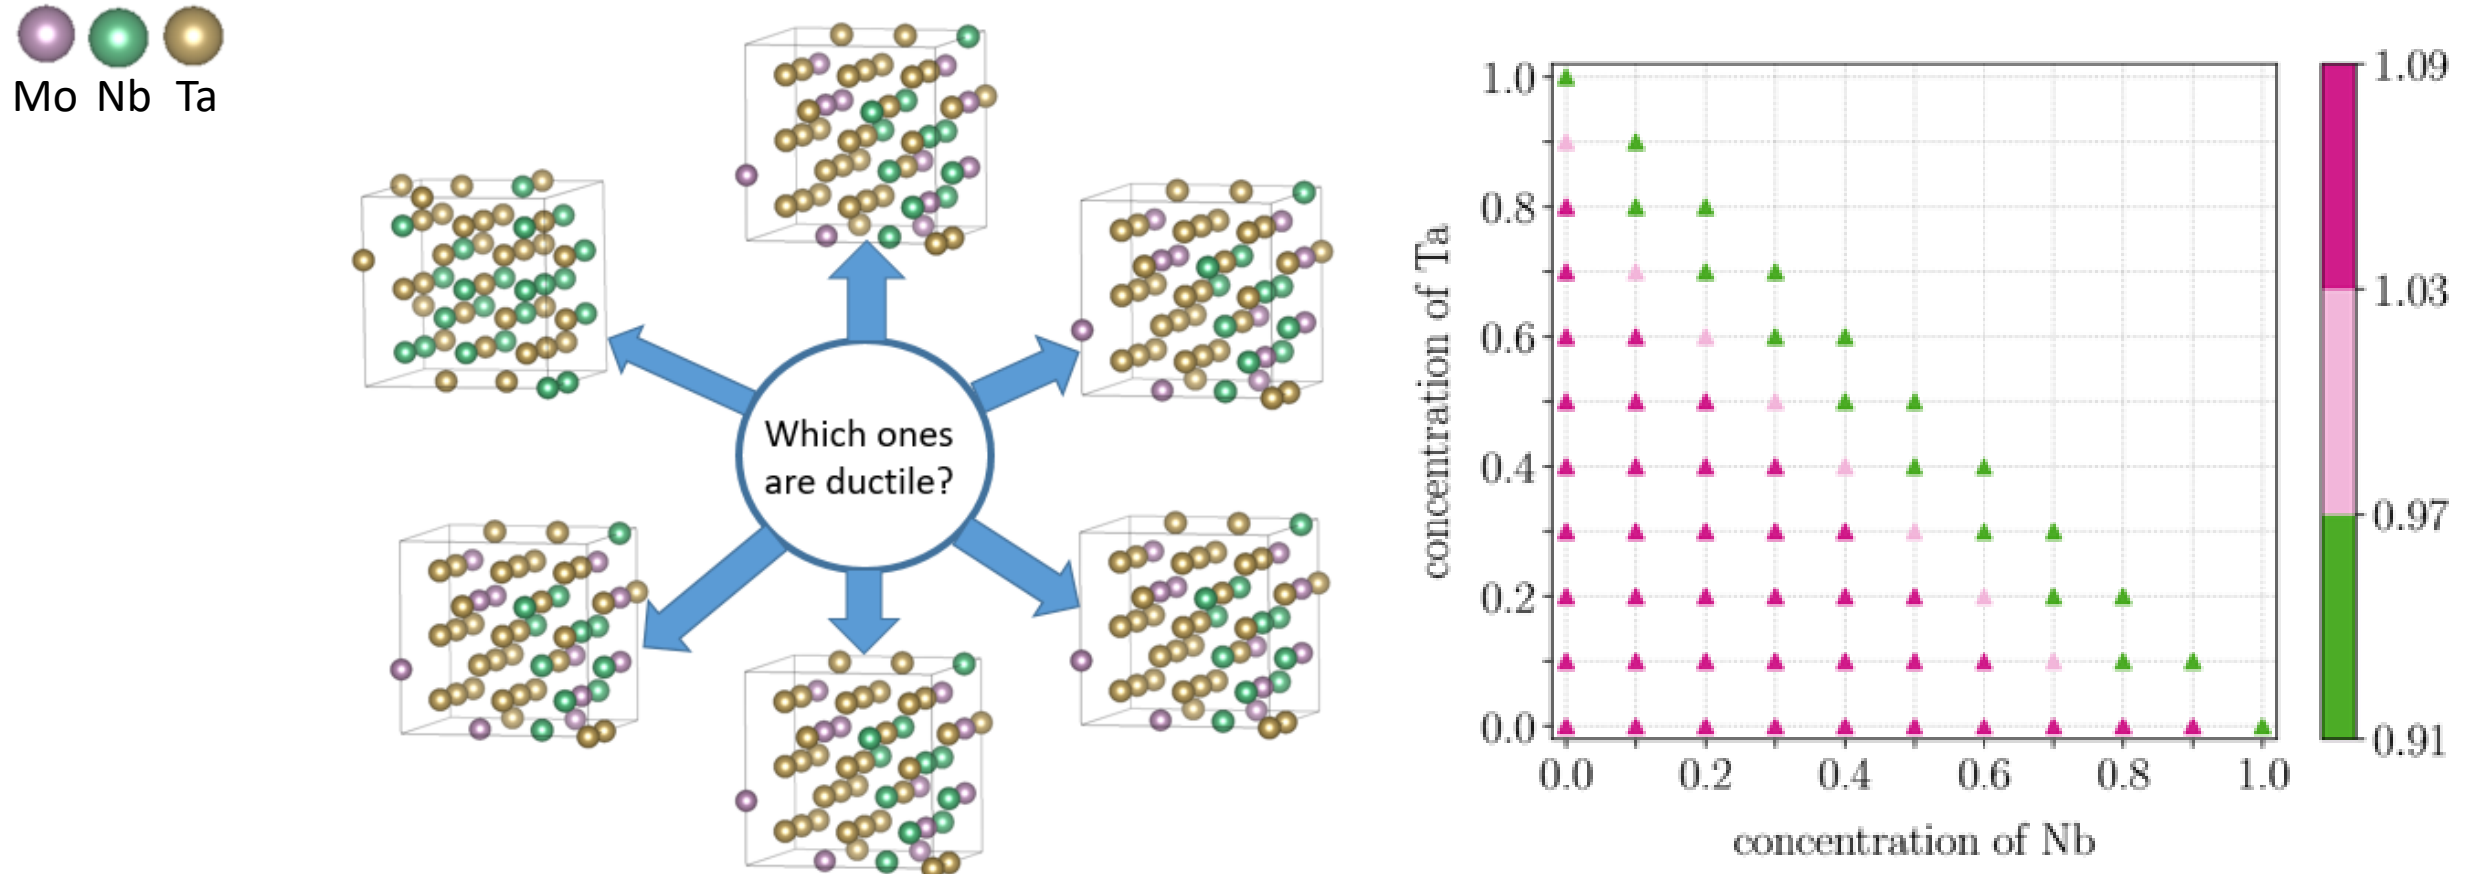 Mo Nb Ta
Which ones
are ductile?
concentration of Ta
1.0
0.8
0.6
0.4
0.2
0.0
0.0 0.2 0.4 0.6 0.8 1.0
concentration of Nb
1.09
1.03
0.97
0.91